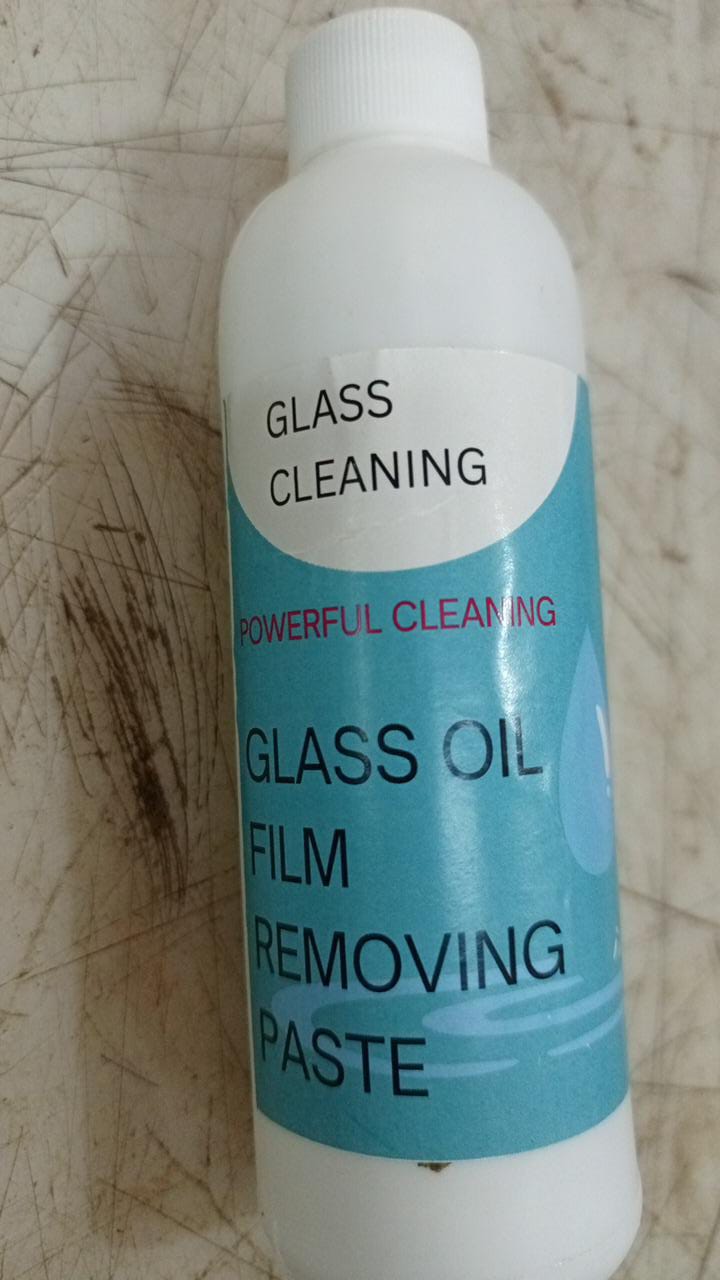 GLASS
CLEANING
POWERFUL CLEANING
GLASS OIL
FILM
REMOVING
PASTE